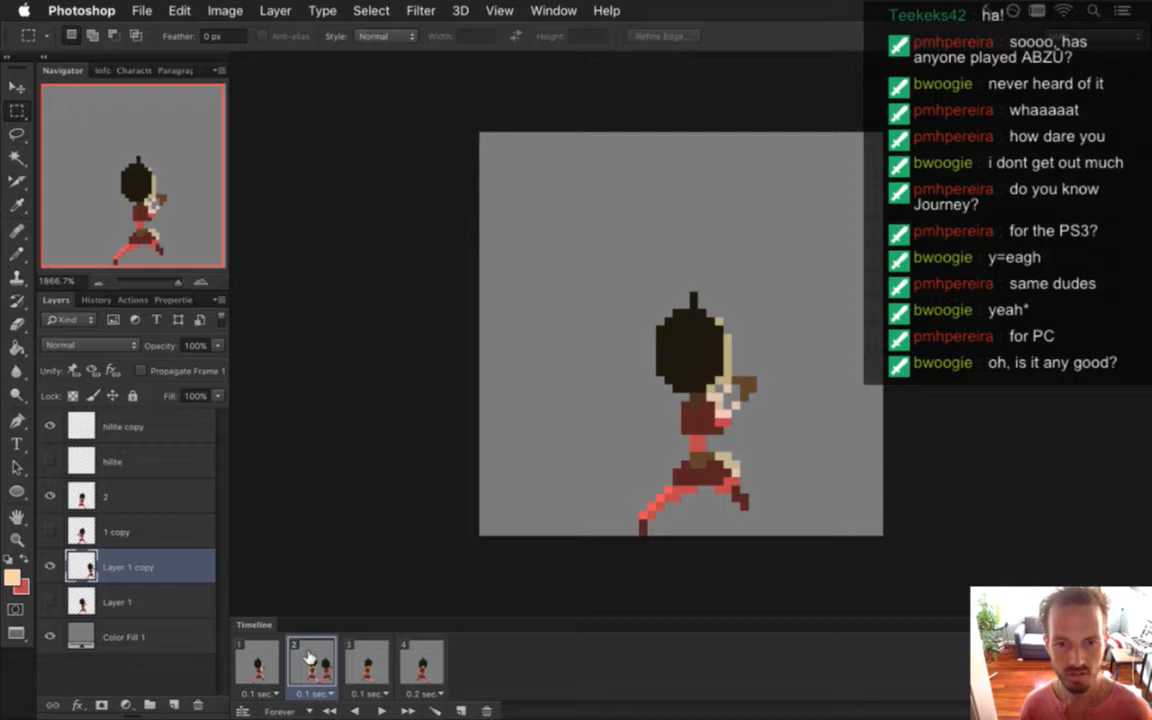 Photoshop File Edit Image Layer Type Select Filter 3D View Window Help
Feather: 0 px Anti-alias Style: Normal Width: Height: Refine Edge...
Navigator Info Characte Paragraj
1866.7%
Layers History Actions Propertie
Kind
Normal Opacity: 100%
Unify: Propagate Frame 1
Lock: Fill: 100%
hilite copy
hilite
2
1 copy
Layer 1 copy
Layer 1
Color Fill 1
Timeline
1 2 3 4
0.1 sec. 0.1 sec. 0.1 sec. 0.2 sec.
Forever
Teekeks42 : ha!
pmhpereira : soooo, has
anyone played ABZÛ?
bwoogie : never heard of it
pmhpereira : whaaaaat
pmhpereira : how dare you
bwoogie : i dont get out much
pmhpereira : do you know
Journey?
pmhpereira : for the PS3?
bwoogie : y=eagh
pmhpereira : same dudes
bwoogie : yeah*
pmhpereira : for PC
bwoogie : oh, is it any good?